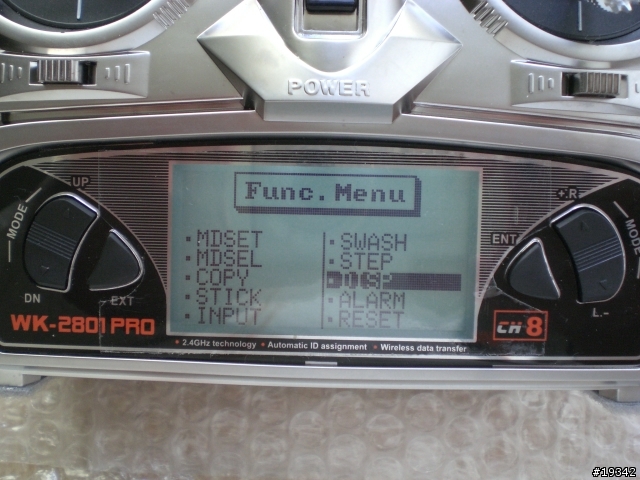 POWER
Func.Menu
UP
MODE
DN
EXT
MDSET
MDSEL
COPY
STICK
INPUT
SWASH
STEP
DISP
ALARM
RESET
+.R
MODE
ENT
L.-
WK-2801 PRO
CH 8
• 2.4GHz technology • Automatic ID assignment • Wireless data transfer
#19342